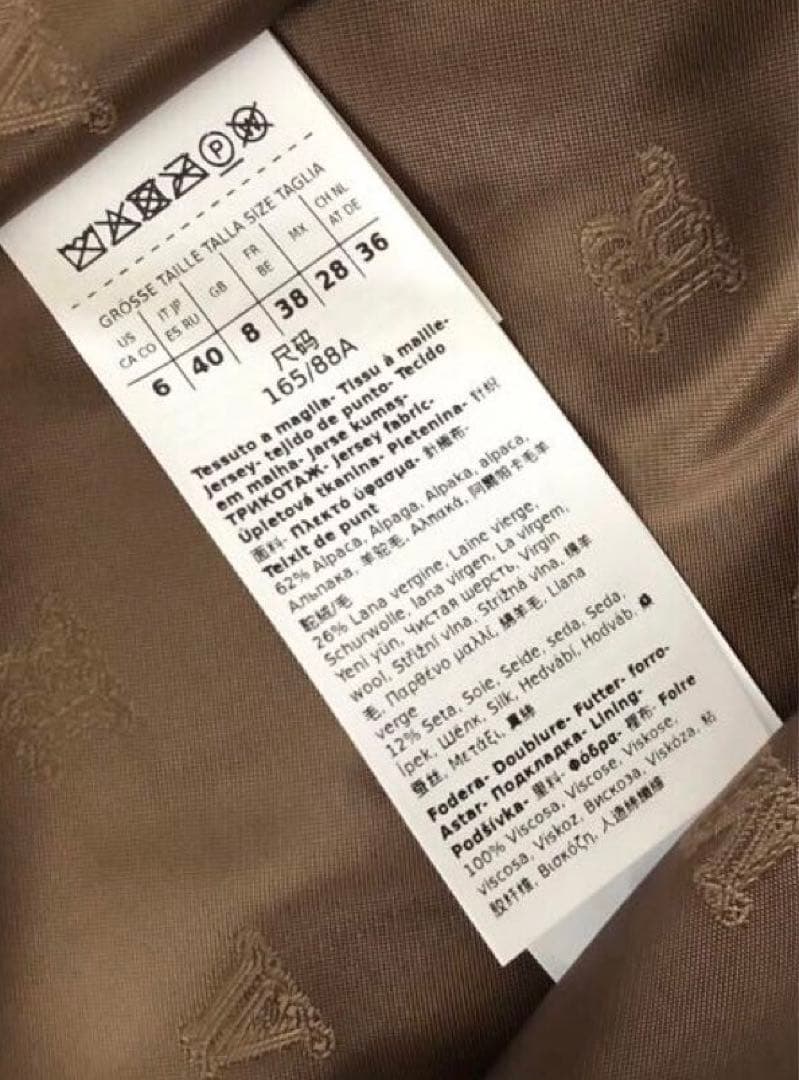 P W
GRÖSSE TAILLE TALLA SIZE TAGLIA
US IT JP GB FR MX CH NL
CA CO ES RU BE AT DE
6 40 8 38 28 36
尺码
165/88A
Tessuto a maglia- Tissu à maille-
Jersey- tejido de punto- Tecido
em malha- Jarse kumaş-
ТРИКОТАЖ- Jersey fabric-
Úpletová tkanina- Pletenina- 针织
面料- Πλεκτό ύφασμα- 針織布-
Teixit de punt
62% Alpaca, Alpaga, Alpaka, alpaca,
Альпака, 羊驼毛, Αλπακά, 阿爾帕卡毛羊
駝絨/毛
26% Lana vergine, Laine vierge,
Schurwolle, lana virgen, La virgem,
Yeni yün, Чистая шерсть, Virgin
wool, Střižní vlna, Strižná vlna, 绵羊
毛, Παρθένο μαλλί, 綿羊毛, Llana
verge
12% Seta, Soie, Seide, seda, Seda,
İpek, Шёлк, Silk, Hedvábí, Hodváb, 桑
蚕丝, Μετάξι, 真絲
Fodera- Doublure- Futter- forro-
Astar- Подкладка- Lining-
Podšívka- 里料- Φόδρα- 裡布- Folre
100% Viscosa, Viscose, Viskose,
viscosa, Viskoz, Вискоза, Viskóza, 粘
胶纤维, Βισκόζη, 人造絲纖維